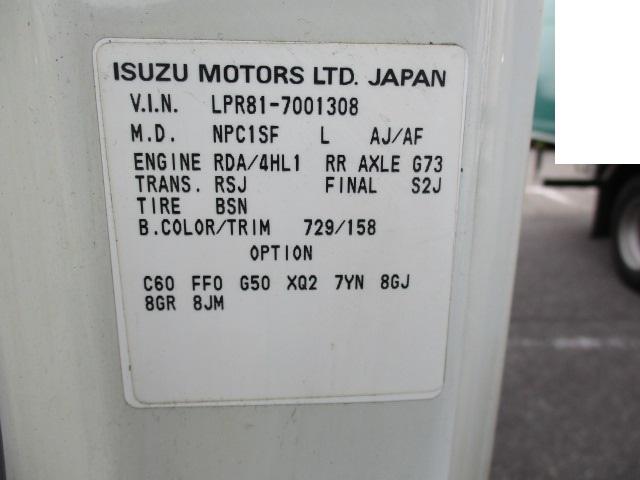 ISUZU MOTORS LTD. JAPAN
V.I.N. LPR81-7001308
M.D. NPC1SF L AJ/AF
ENGINE RDA/4HL1 RR AXLE G73
TRANS. RSJ FINAL S2J
TIRE BSN
B.COLOR/TRIM 729/158
OPTION
C60 FF0 G50 XQ2 7YN 8GJ
8GR 8JM